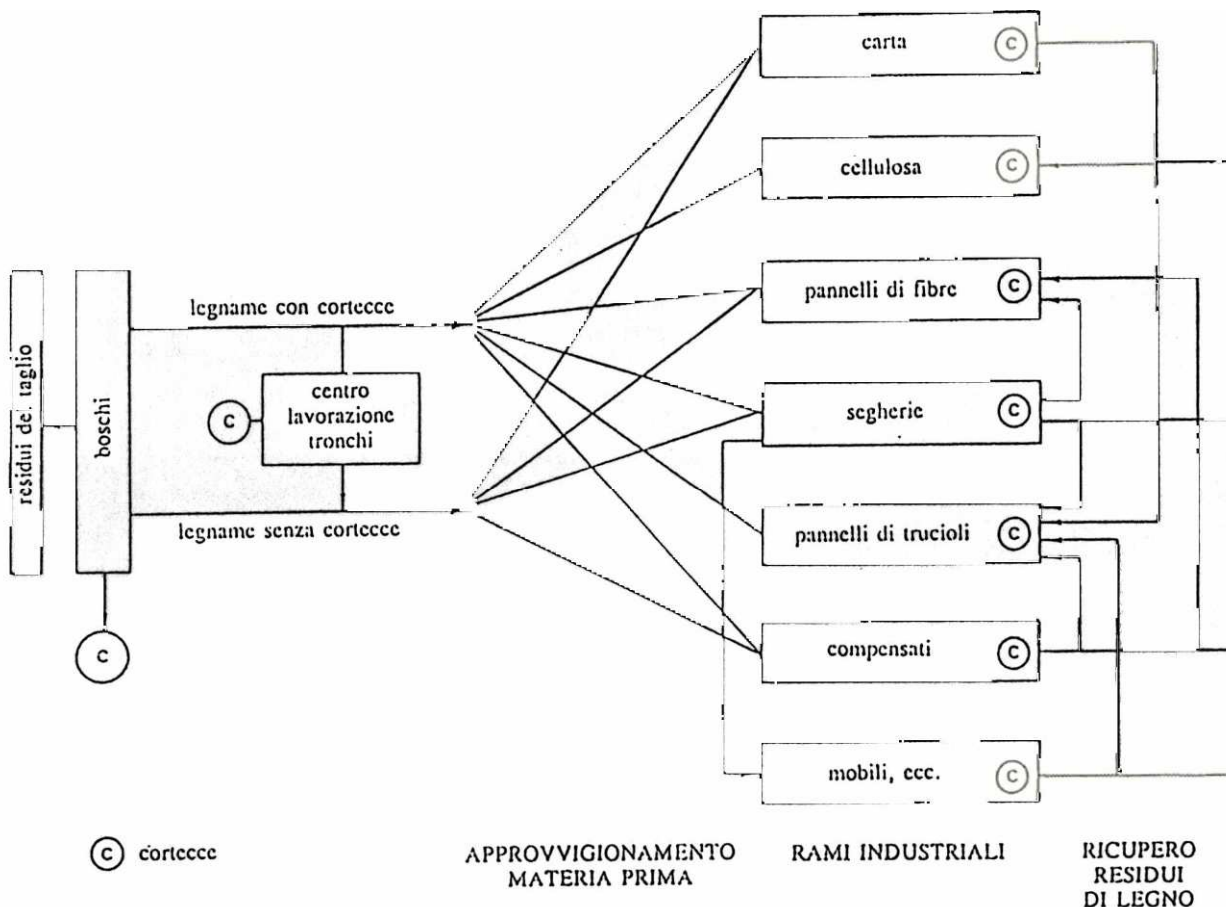 carta C
cellulosa C
pannelli di fibre C
segherie C
pannelli di trucioli C
compensati C
mobili, ecc. C
residui del taglio
boschi
C
legname con cortecce
centro
lavorazione
tronchi
C
legname senza cortecce
C cortecce
APPROVVIGIONAMENTO
MATERIA PRIMA
RAMI INDUSTRIALI
RICUPERO
RESIDUI
DI LEGNO